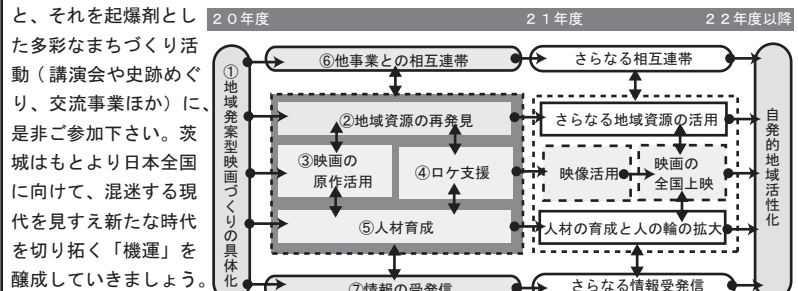 と、それを起爆剤とし
た多彩なまちづくり活
動（講演会や史跡めぐ
り、交流事業ほか）に、
是非ご参加下さい。茨
城はもとより日本全国
に向けて、混迷する現
代を見すえ新たな時代
を切り拓く「機運」を
醸成していきましょう。
２０年度
２１年度
２２年度以降
①地域発案型映画づくりの具体化
⑥他事業との相互連帯
さらなる相互連帯
②地域資源の再発見
さらなる地域資源の活用
③映画の
原作活用
④ロケ支援
映像活用
映画の
全国上映
⑤人材育成
人材の育成と人の輪の拡大
⑦情報の受発信
さらなる情報受発信
自発的地域活性化